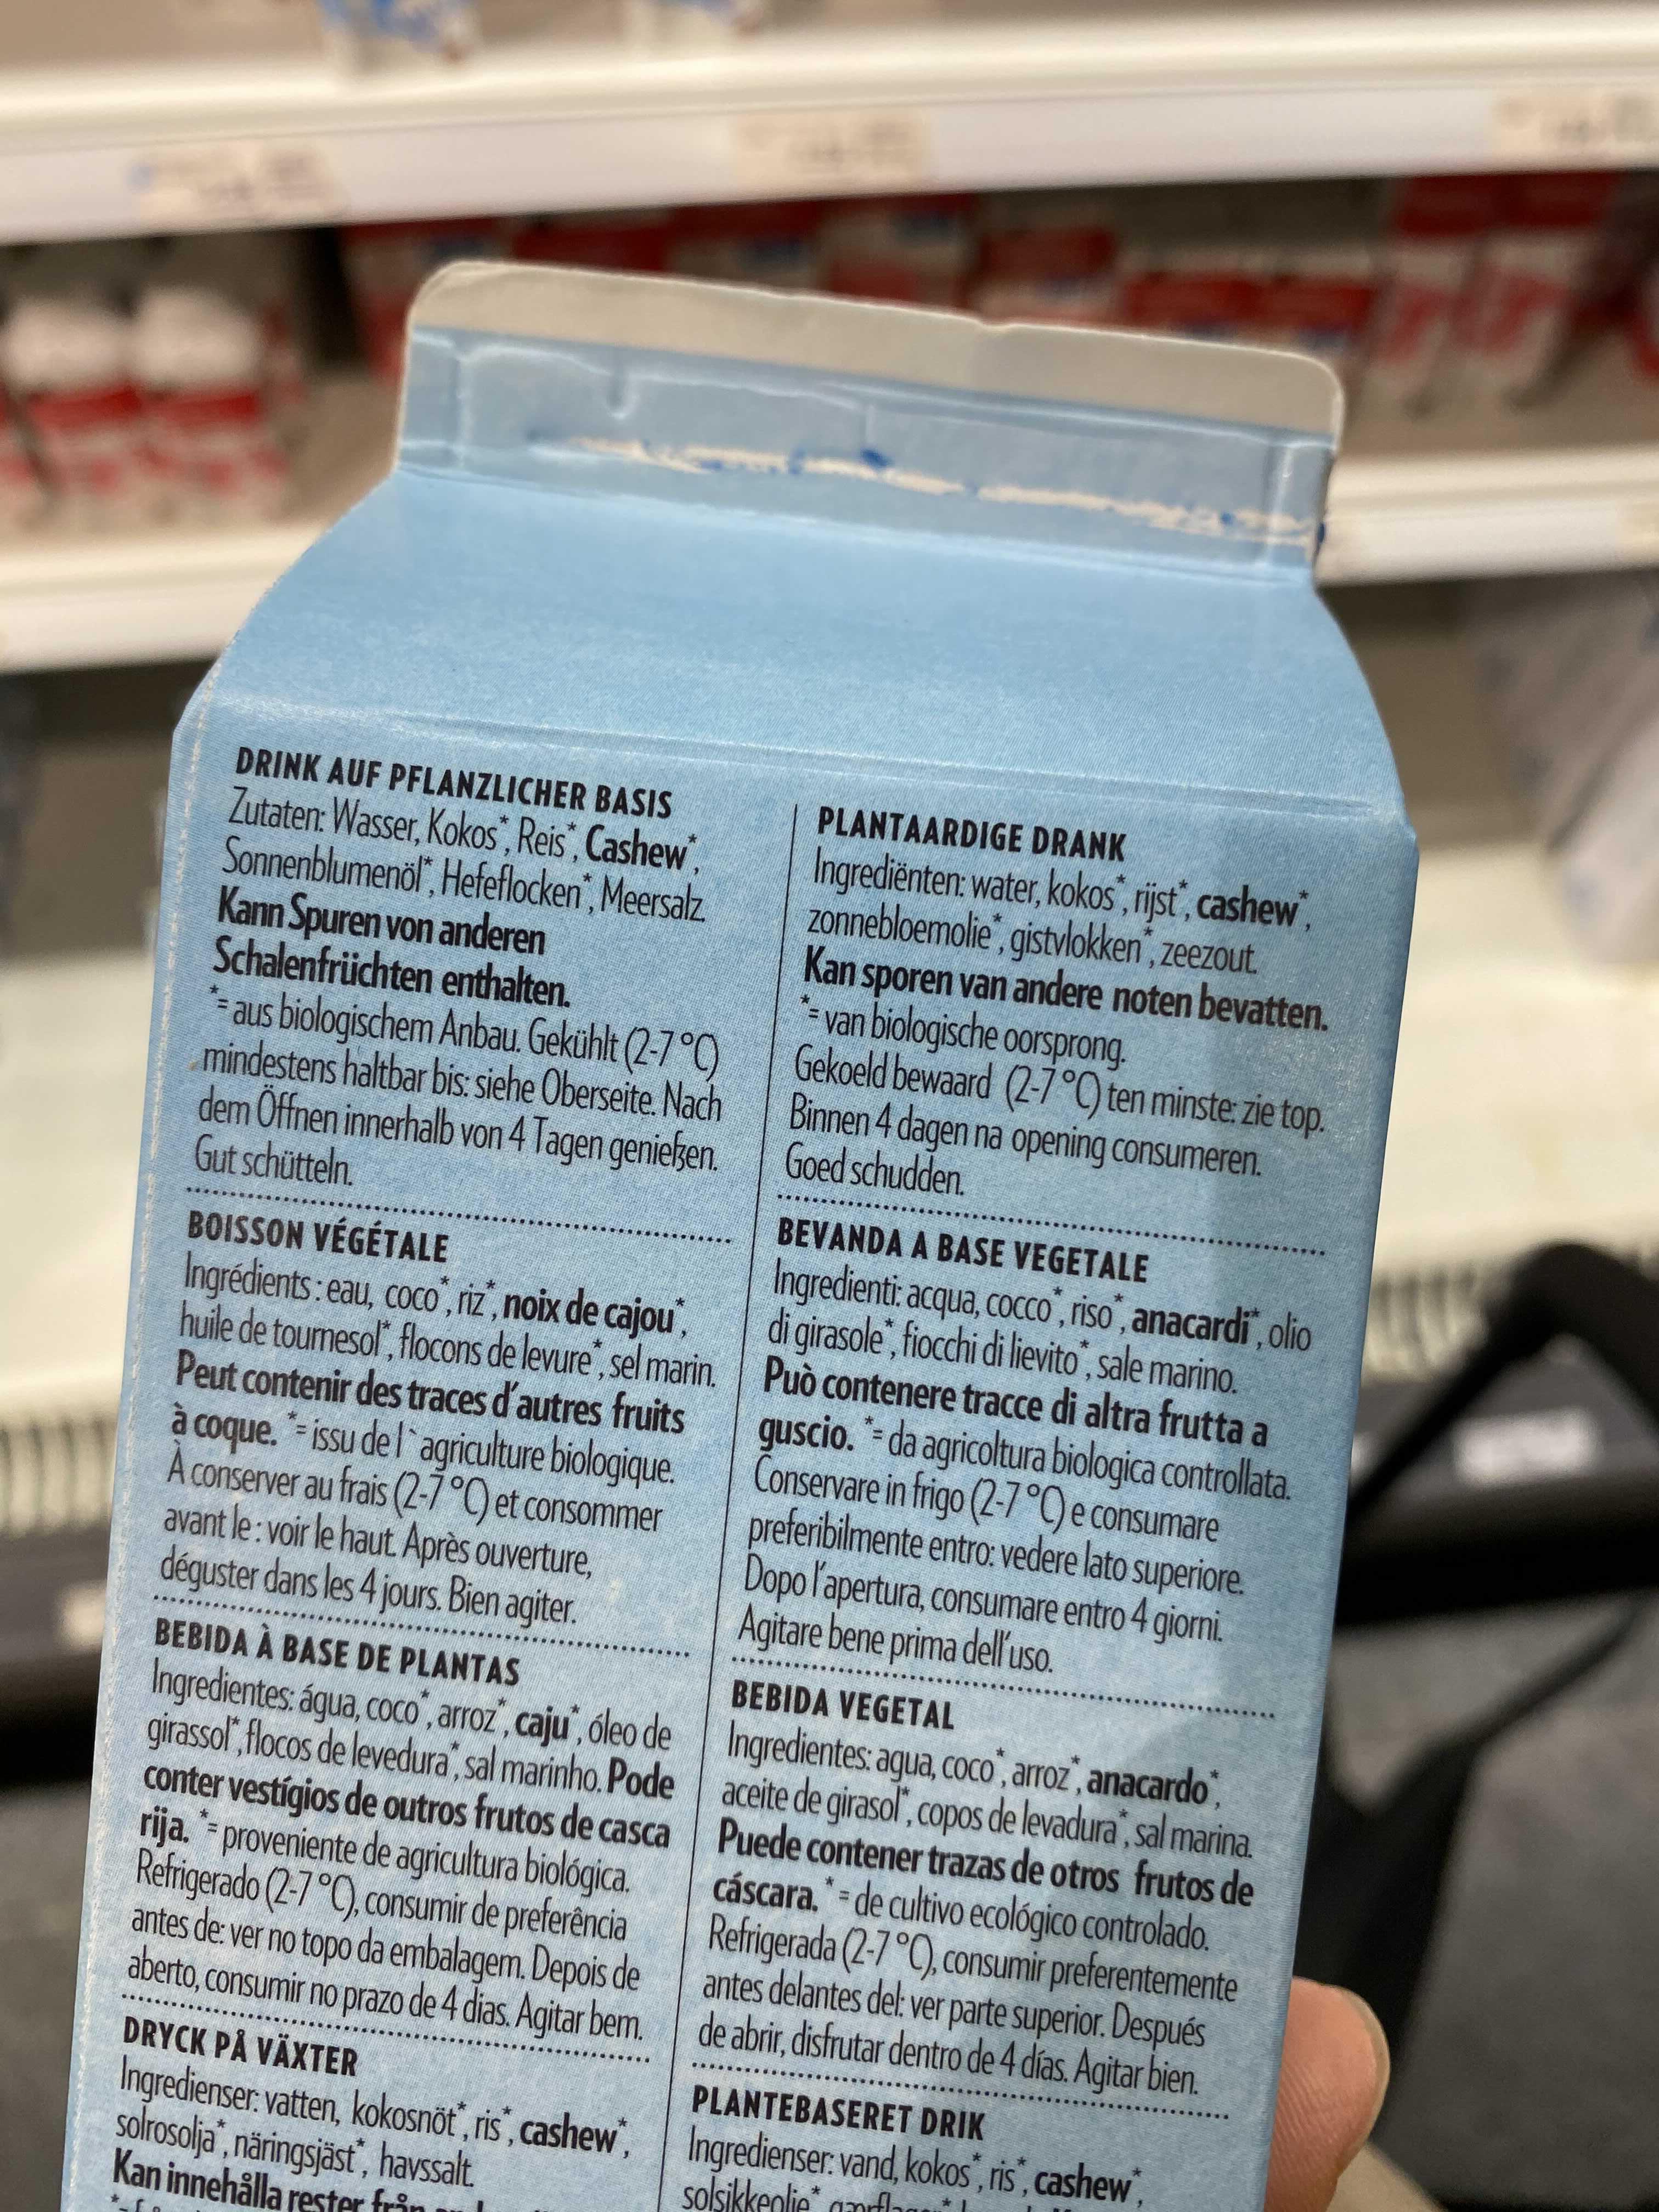 DRINK AUF PFLANZLICHER BASIS
Zutaten: Wasser, Kokos*, Reis*, Cashew*,
Sonnenblumenöl*, Hefeflocken*, Meersalz.
Kann Spuren von anderen
Schalenfrüchten enthalten.
*= aus biologischem Anbau. Gekühlt (2-7 °C)
mindestens haltbar bis: siehe Oberseite. Nach
dem Öffnen innerhalb von 4 Tagen genießen.
Gut schütteln.
BOISSON VÉGÉTALE
Ingrédients : eau, coco*, riz*, noix de cajou*,
huile de tournesol*, flocons de levure*, sel marin.
Peut contenir des traces d'autres fruits
à coque. *= issu de l`agriculture biologique.
À conserver au frais (2-7 °C) et consommer
avant le : voir le haut. Après ouverture,
déguster dans les 4 jours. Bien agiter.
BEBIDA À BASE DE PLANTAS
Ingredientes: água, coco*, arroz*, caju*, óleo de
girassol*, flocos de levedura*, sal marinho. Pode
conter vestígios de outros frutos de casca
rija. *= proveniente de agricultura biológica.
Refrigerado (2-7 °C), consumir de preferência
antes de: ver no topo da embalagem. Depois de
aberto, consumir no prazo de 4 dias. Agitar bem.
DRYCK PÅ VÄXTER
Ingredienser: vatten, kokosnöt*, ris*, cashew*,
solrosolja*, näringsjäst*, havssalt.
Kan innehålla rester från
PLANTAARDIGE DRANK
Ingrediënten: water, kokos*, rijst*, cashew*,
zonnebloemolie*, gistvlokken*, zeezout.
Kan sporen van andere noten bevatten.
*= van biologische oorsprong.
Gekoeld bewaard (2-7 °C) ten minste: zie top.
Binnen 4 dagen na opening consumeren.
Goed schudden.
BEVANDA A BASE VEGETALE
Ingredienti: acqua, cocco*, riso*, anacardi*, olio
di girasole*, fiocchi di lievito*, sale marino.
Può contenere tracce di altra frutta a
guscio. *= da agricoltura biologica controllata.
Conservare in frigo (2-7 °C) e consumare
preferibilmente entro: vedere lato superiore.
Dopo l'apertura, consumare entro 4 giorni.
Agitare bene prima dell'uso.
BEBIDA VEGETAL
Ingredientes: agua, coco*, arroz*, anacardo*,
aceite de girasol*, copos de levadura*, sal marina.
Puede contener trazas de otros frutos de
cáscara. *= de cultivo ecológico controlado.
Refrigerada (2-7 °C), consumir preferentemente
antes delantes del: ver parte superior. Después
de abrir, disfrutar dentro de 4 días. Agitar bien.
PLANTEBASERET DRIK
Ingredienser: vand, kokos*, ris*, cashew*,
solsikkeolie*